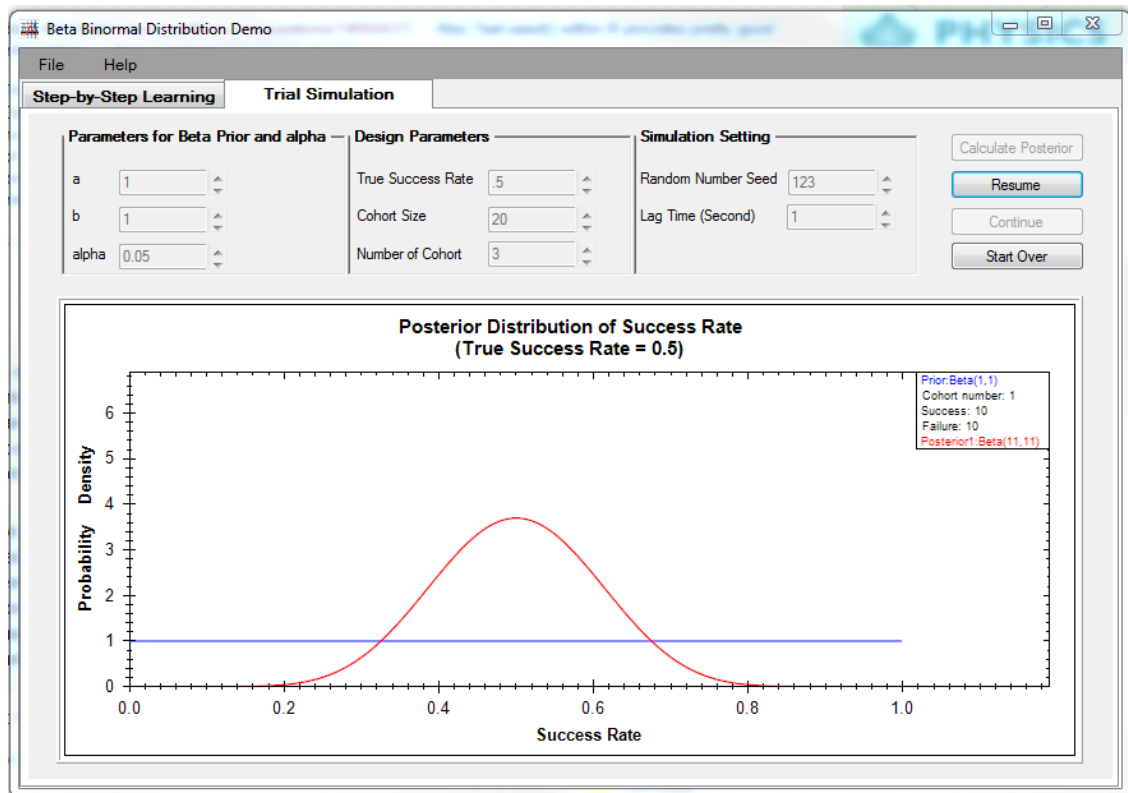 Beta Binormal Distribution Demo
PHYSICS
File Help
Step-by-Step Learning Trial Simulation
Parameters for Beta Prior and alpha
a 1
b 1
alpha 0.05
Design Parameters
True Success Rate .5
Cohort Size 20
Number of Cohort 3
Simulation Setting
Random Number Seed 123
Lag Time (Second) 1
Calculate Posterior
Resume
Continue
Start Over
Posterior Distribution of Success Rate
(True Success Rate = 0.5)
Prior:Beta(1,1)
Cohort number: 1
Success: 10
Failure: 10
Posterior1:Beta(11,11)
Probability Density
6
5
4
3
2
1
0
0.0 0.2 0.4 0.6 0.8 1.0
Success Rate